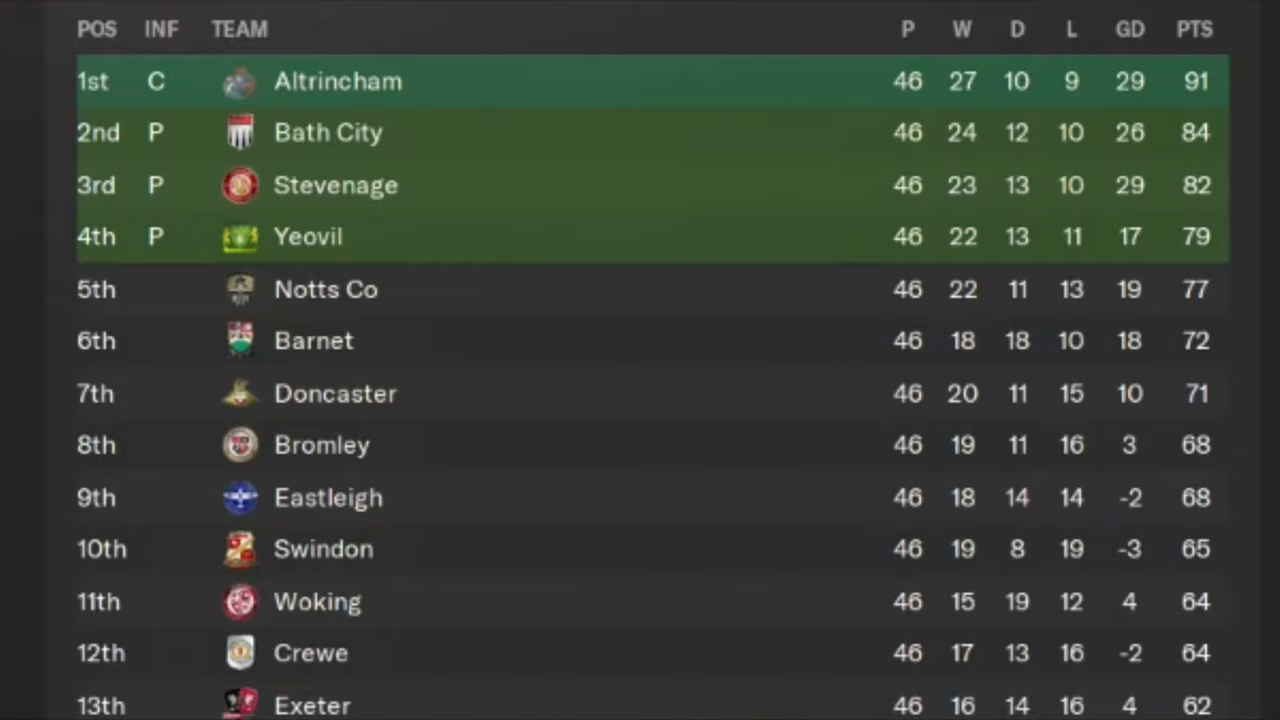 POS INF TEAM P W D L GD PTS
1st C Altrincham 46 27 10 9 29 91
2nd P Bath City 46 24 12 10 26 84
3rd P Stevenage 46 23 13 10 29 82
4th P Yeovil 46 22 13 11 17 79
5th Notts Co 46 22 11 13 19 77
6th Barnet 46 18 18 10 18 72
7th Doncaster 46 20 11 15 10 71
8th Bromley 46 19 11 16 3 68
9th Eastleigh 46 18 14 14 -2 68
10th Swindon 46 19 8 19 -3 65
11th Woking 46 15 19 12 4 64
12th Crewe 46 17 13 16 -2 64
13th Exeter 46 16 14 16 4 62